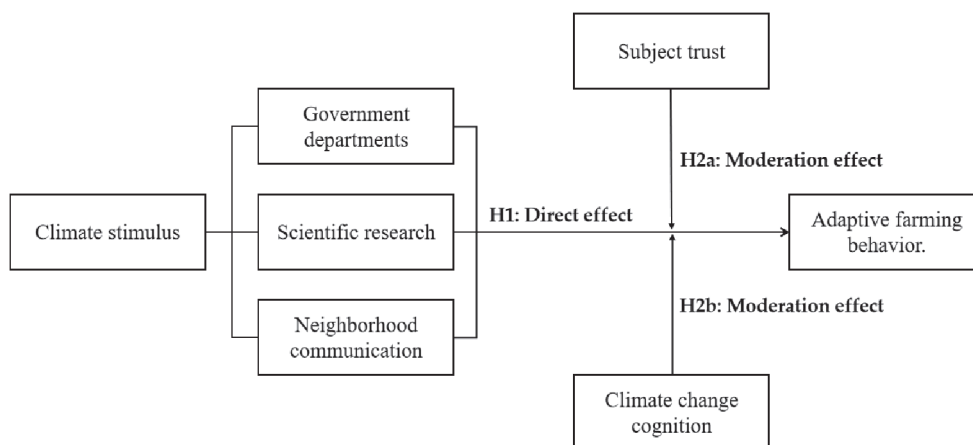 Subject trust
Government
departments
H2a: Moderation effect
Climate stimulus
Scientific research
H1: Direct effect
Adaptive farming
behavior.
H2b: Moderation effect
Neighborhood
communication
Climate change
cognition